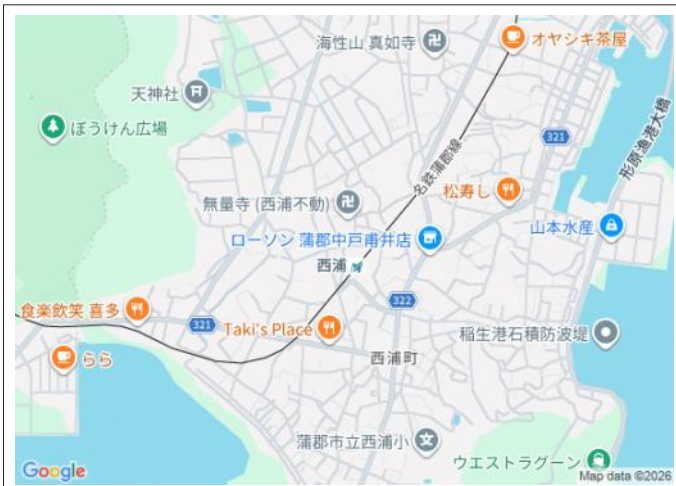 海性山 真如寺
オヤシキ茶屋
天神社
ぼうけん広場
321
形原漁港大橋
名鉄蒲郡線
松寿し
無量寺 (西浦不動)
ローソン 蒲郡中戸甫井店
山本水産
西浦
322
食楽飲笑 喜多
321
Taki's Place
稲生港石積防波堤
らら
西浦町
蒲郡市立西浦小
ウエストラグーン
Google
Map data ©2026